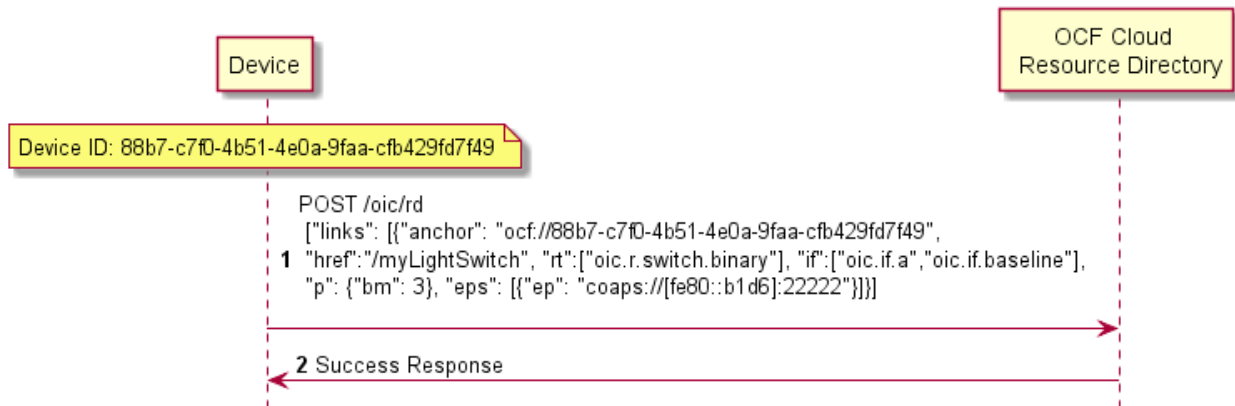 Device
OCF Cloud
Resource Directory
Device ID: 88b7-c7f0-4b51-4e0a-9faa-cfb429fd7f49
POST /oic/rd
["links": [{"anchor": "ocf://88b7-c7f0-4b51-4e0a-9faa-cfb429fd7f49",
1 "href":"/myLightSwitch", "rt":["oic.r.switch.binary"], "if":["oic.if.a","oic.if.baseline"],
"p": {"bm": 3}, "eps": [{"ep": "coaps://[fe80::b1d6]:22222"}]}]
2 Success Response